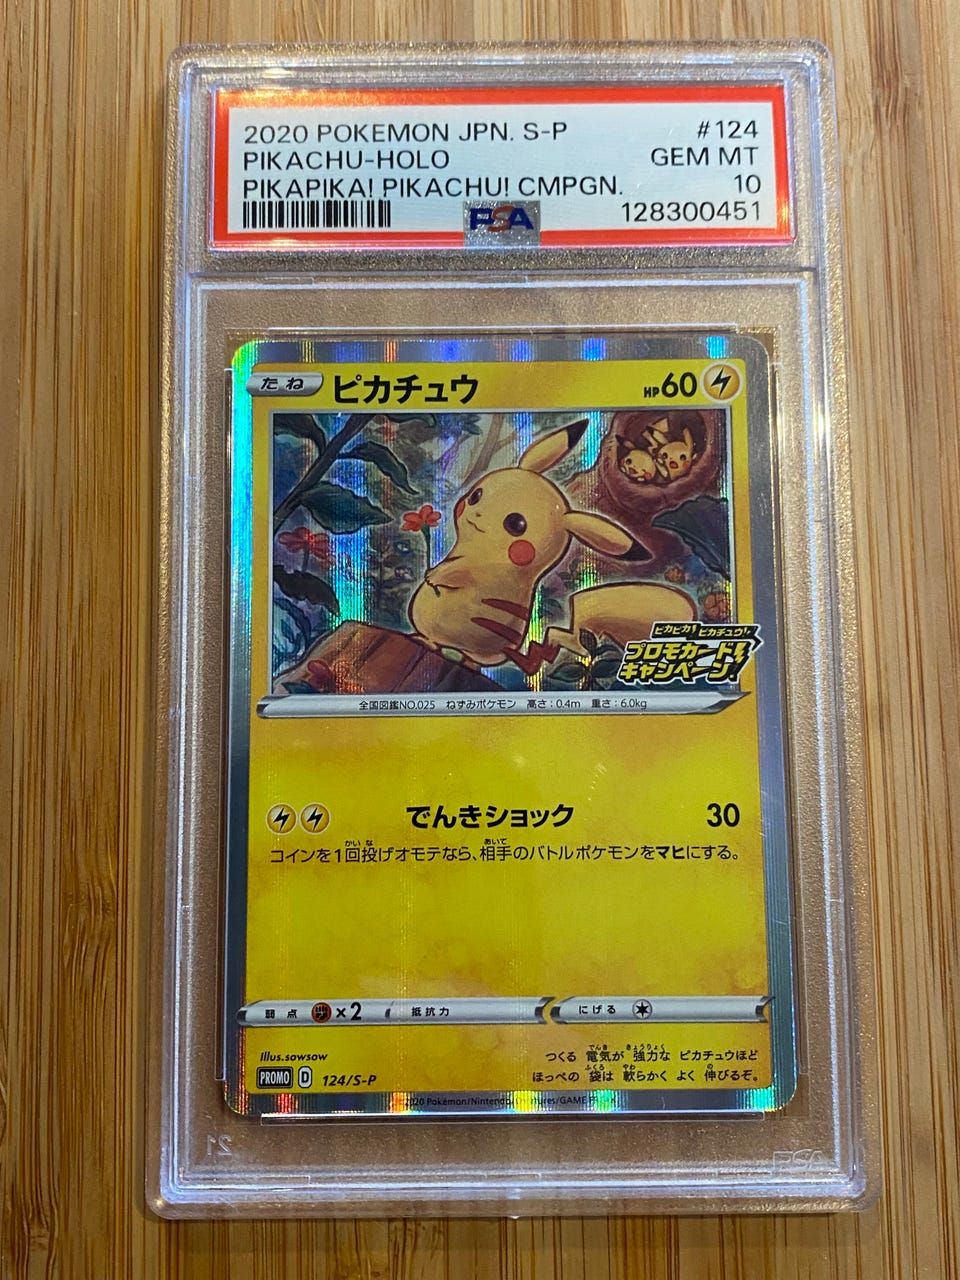 2020 POKEMON JPN. S-P #124
PIKACHU-HOLO GEM MT
PIKAPIKA! PIKACHU! CMPGN. 10
PSA 128300451
たね ピカチュウ HP60
ピカピカ! ピカチュウ!
プロモカード
キャンペーン!
全国図鑑NO.025 ねずみポケモン 高さ:0.4m 重さ:6.0kg
でんきショック 30
コインを1回投げオモテなら、相手のバトルポケモンをマヒにする。
弱点 ×2 抵抗力 にげる
Illus.sowsow
つくる 電気が 強力な ピカチュウほど
ほっぺの 袋は 軟らかく よく 伸びるぞ。
PROMO D 124/S-P
2020 Pokémon/Nintendo
21 PSA